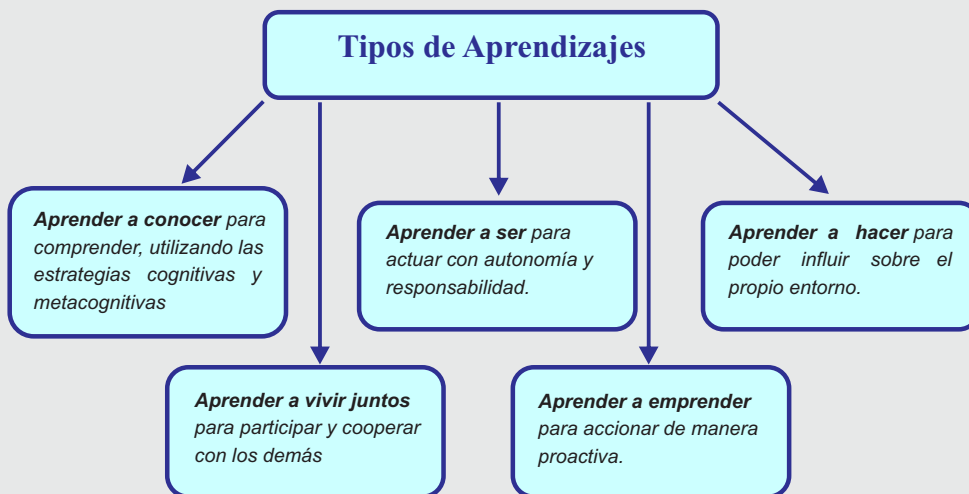 Tipos de Aprendizajes
Aprender a conocer para
comprender, utilizando las
estrategias cognitivas y
metacognitivas
Aprender a ser para
actuar con autonomía y
responsabilidad.
Aprender a hacer para
poder influir sobre el
propio entorno.
Aprender a vivir juntos
para participar y cooperar
con los demás
Aprender a emprender
para accionar de manera
proactiva.